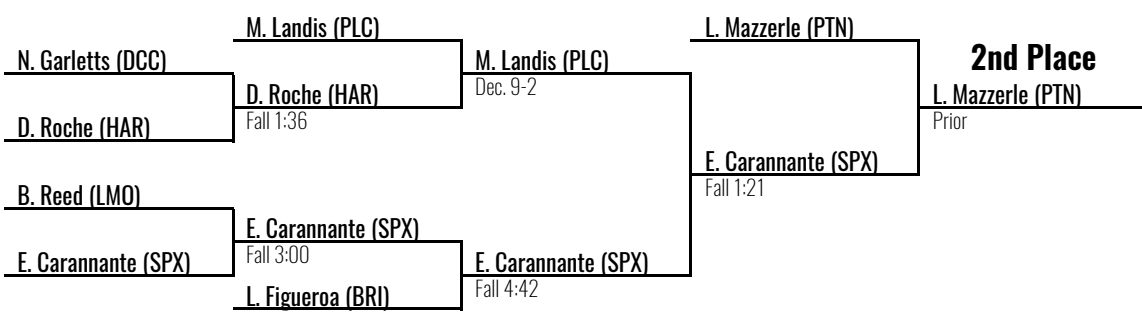 M. Landis (PLC)
L. Mazzerle (PTN)
N. Garletts (DCC)
M. Landis (PLC)
2nd Place
Dec. 9-2
D. Roche (HAR)
L. Mazzerle (PTN)
Fall 1:36
Prior
D. Roche (HAR)
E. Carannante (SPX)
Fall 1:21
B. Reed (LMO)
E. Carannante (SPX)
Fall 3:00
E. Carannante (SPX)
E. Carannante (SPX)
Fall 4:42
L. Figueroa (BRI)